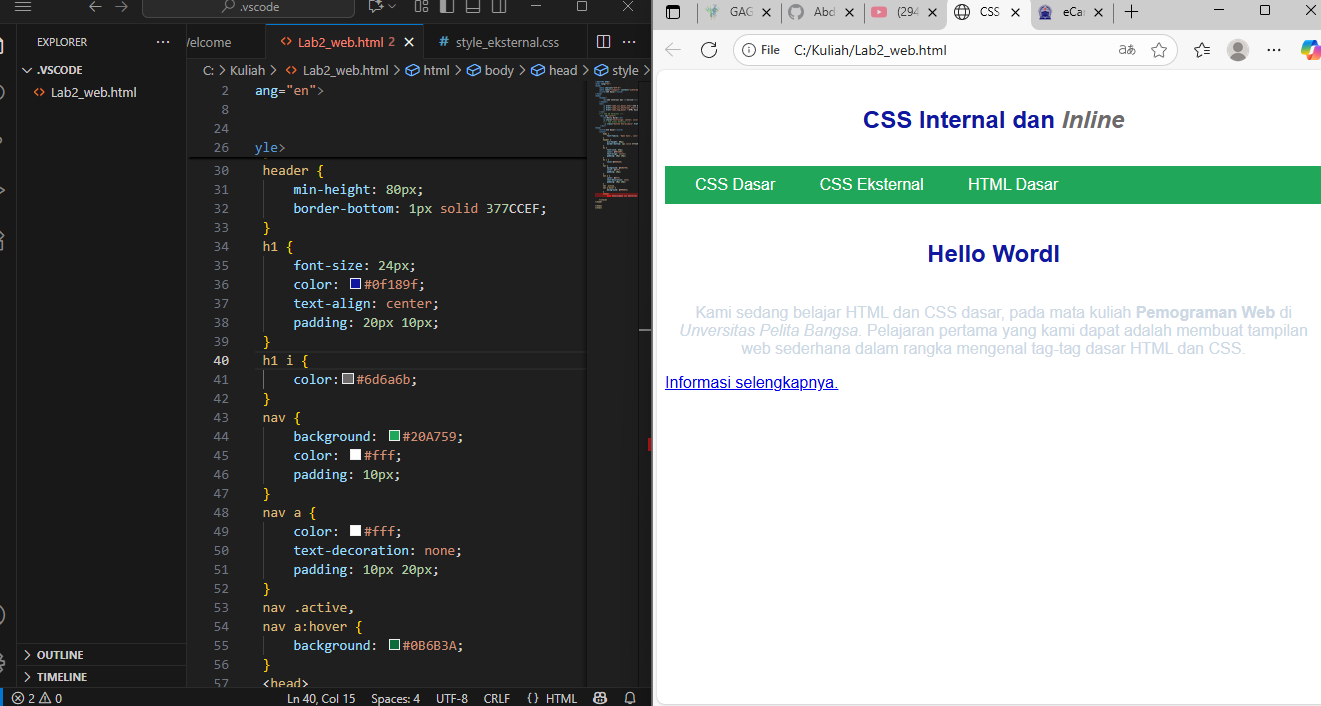 .vscode
EXPLORER
.VSCODE
Lab2_web.html
OUTLINE
TIMELINE
elcome
Lab2_web.html 2
style_eksternal.css
C: > Kuliah > Lab2_web.html > html > body > head > style >
2 ang="en">
8
24
26 yle>
30 header {
31 min-height: 80px;
32 border-bottom: 1px solid 377CCEF;
33 }
34 h1 {
35 font-size: 24px;
36 color: #0f189f;
37 text-align: center;
38 padding: 20px 10px;
39 }
40 h1 i {
41 color:#6d6a6b;
42 }
43 nav {
44 background: #20A759;
45 color: #fff;
46 padding: 10px;
47 }
48 nav a {
49 color: #fff;
50 text-decoration: none;
51 padding: 10px 20px;
52 }
53 nav .active,
54 nav a:hover {
55 background: #0B6B3A;
56 }
57 <head>
2 0
Ln 40, Col 15 Spaces: 4 UTF-8 CRLF {} HTML
GAG
Abd
(294
CSS
eCa
File C:/Kuliah/Lab2_web.html
CSS Internal dan Inline
CSS Dasar CSS Eksternal HTML Dasar
Hello Wordl
Kami sedang belajar HTML dan CSS dasar, pada mata kuliah Pemograman Web di
Unversitas Pelita Bangsa. Pelajaran pertama yang kami dapat adalah membuat tampilan
web sederhana dalam rangka mengenal tag-tag dasar HTML dan CSS.
Informasi selengkapnya.